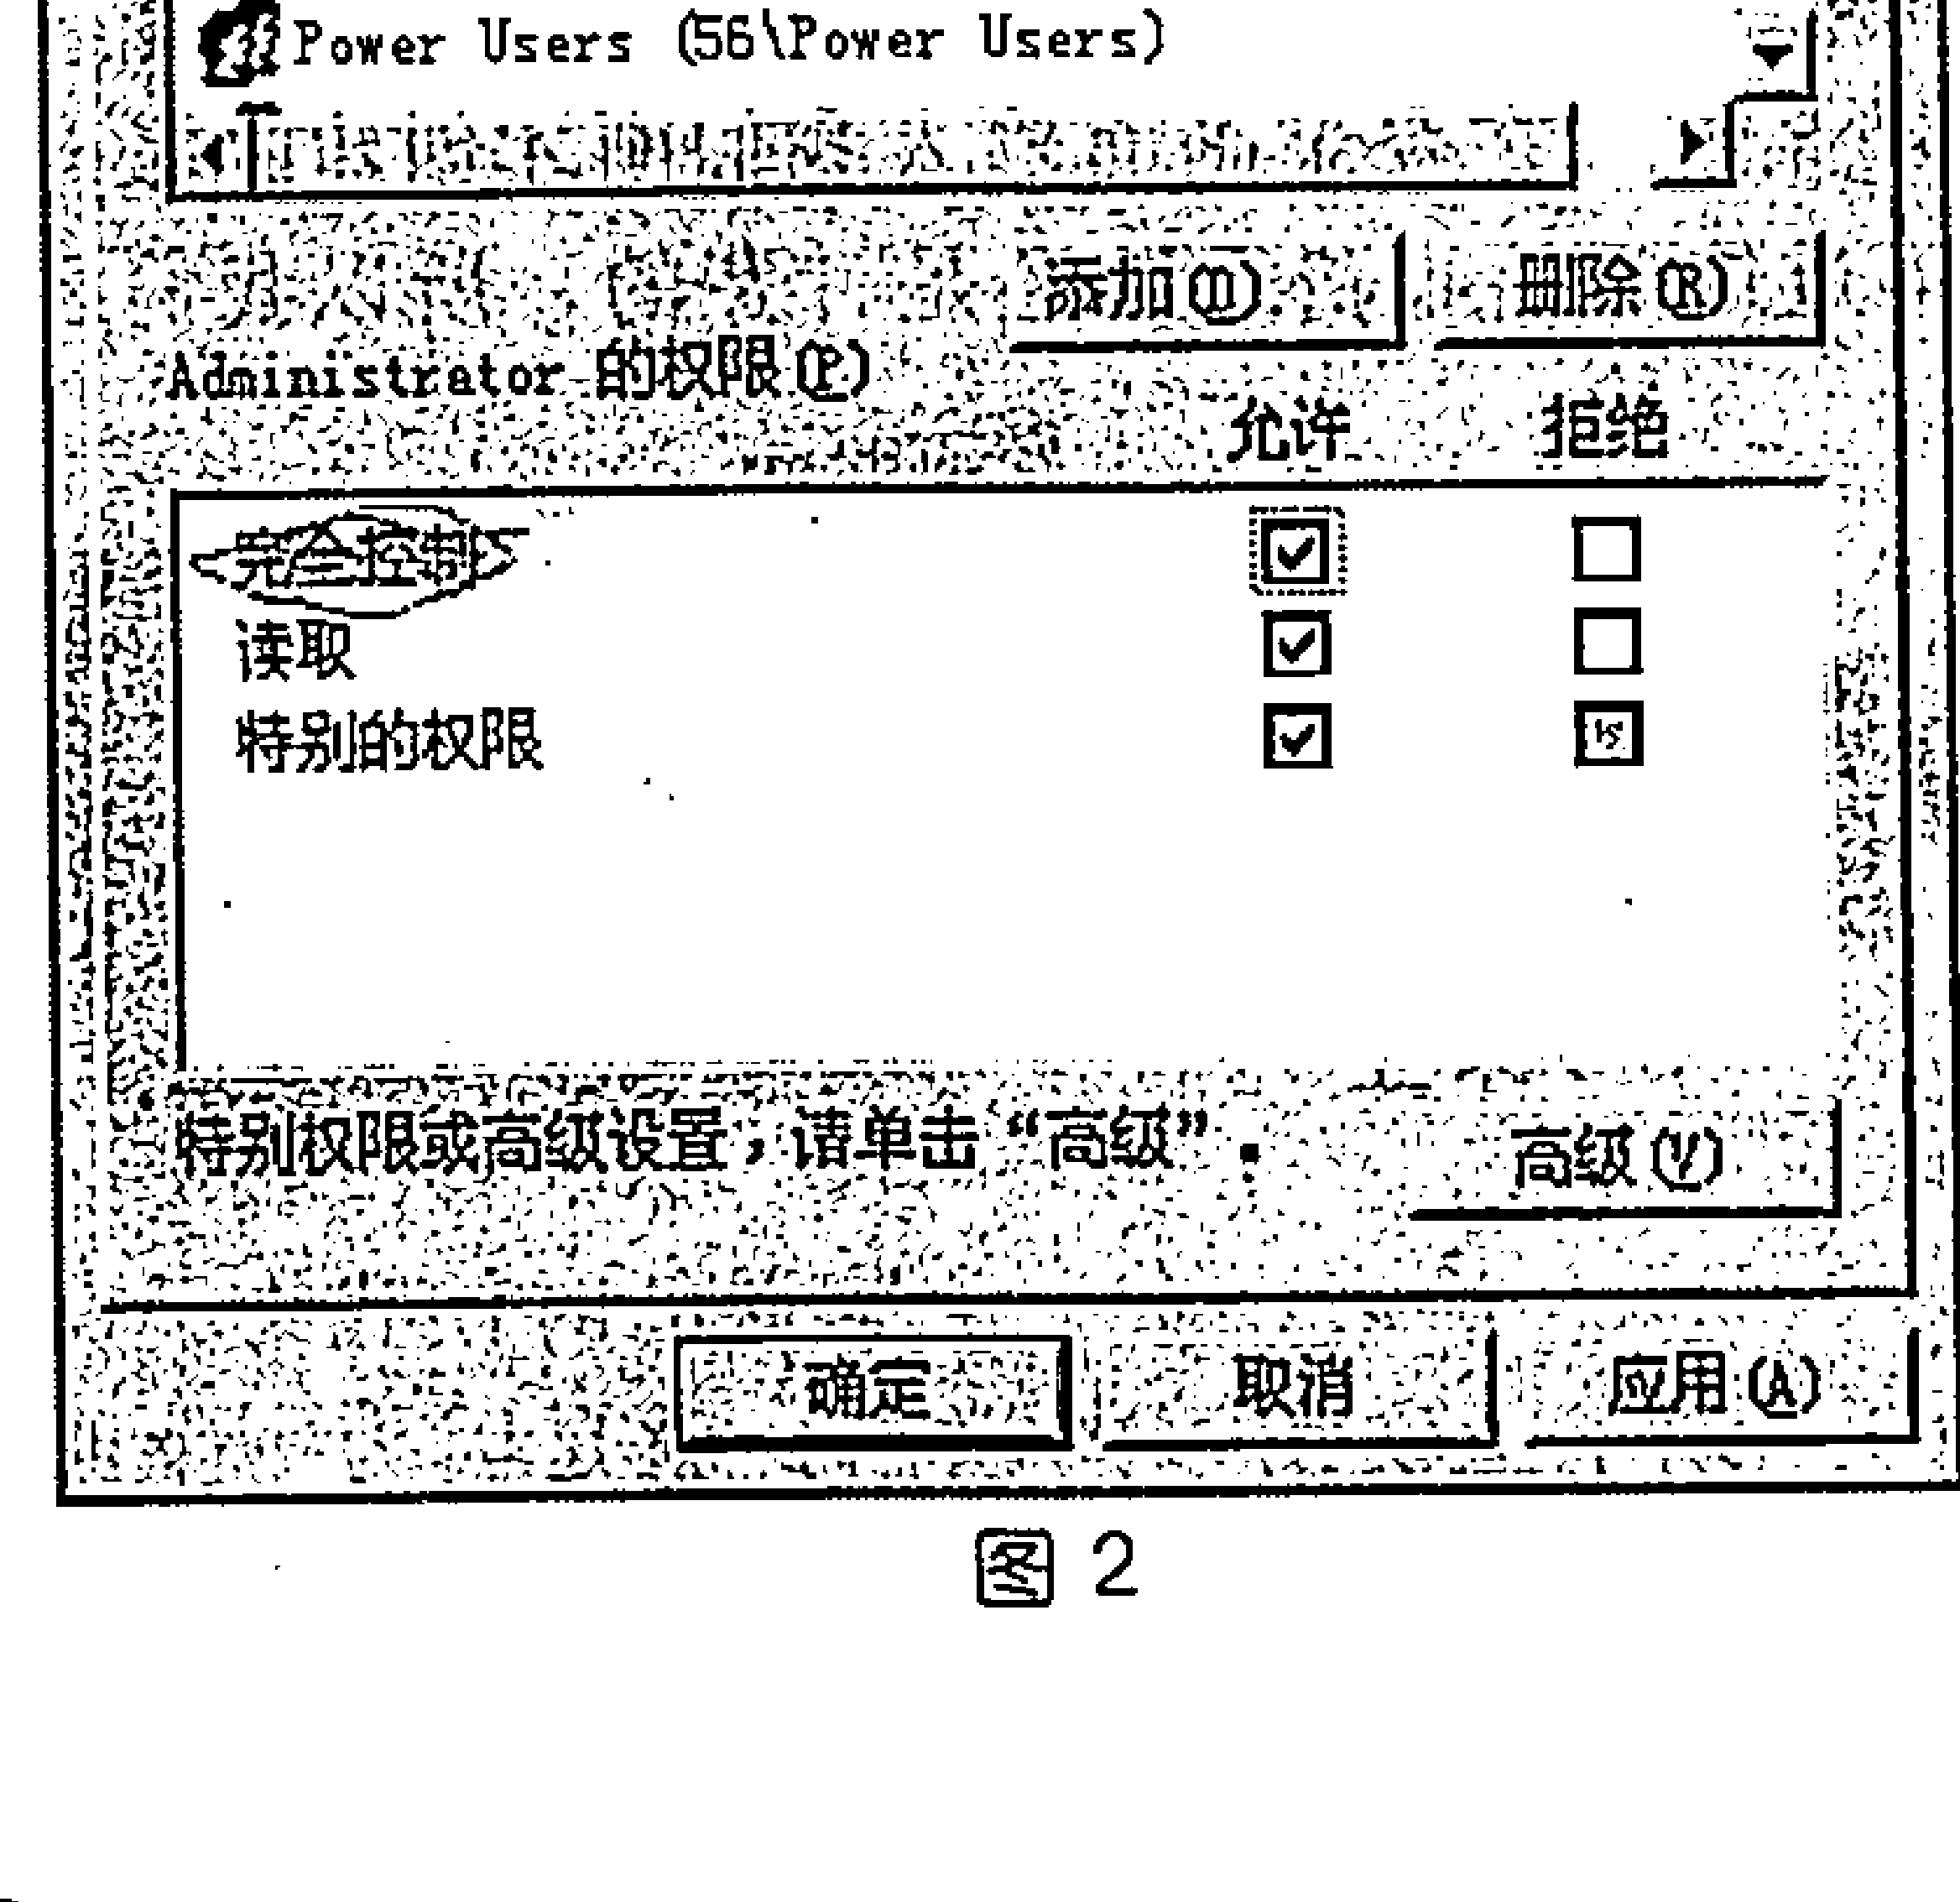 Power Users (56\Power Users)
添加(D) 删除(R)
Administrator 的权限(P)
允许 拒绝
完全控制
读取
特别的权限
特别权限或高级设置，请单击“高级”.
高级(V)
确定 取消 应用(A)
图 2